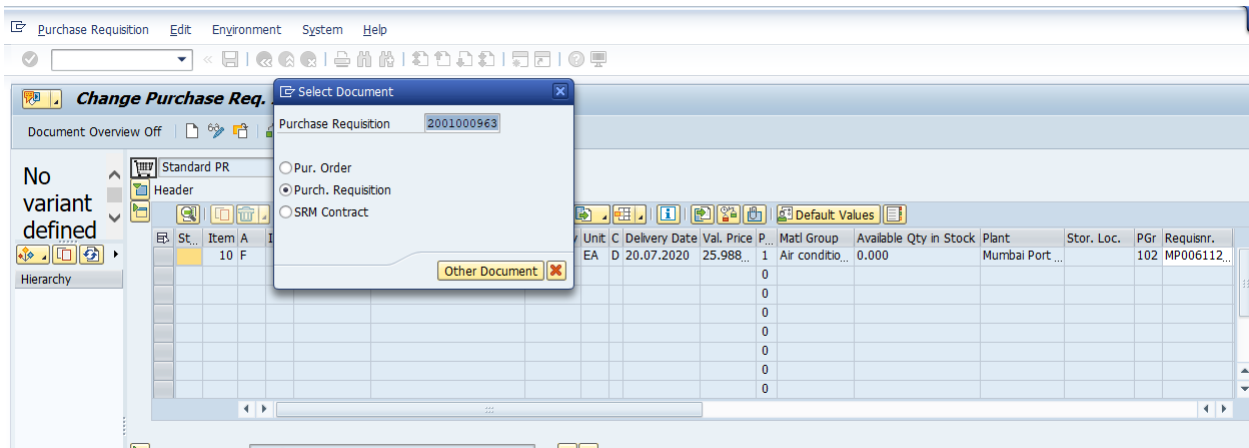 Purchase Requisition Edit Environment System Help
Change Purchase Req.
Select Document
Purchase Requisition 2001000963
Pur. Order
Purch. Requisition
SRM Contract
Other Document
Document Overview Off
No
variant
defined
Hierarchy
Standard PR
Header
Default Values
St... Item A Unit C Delivery Date Val. Price P... Matl Group Available Qty in Stock Plant Stor. Loc. PGr Requisnr.
10 F EA D 20.07.2020 25.988... 1 Air conditio... 0.000 Mumbai Port ... 102 MP006112...
0
0
0
0
0
0
0